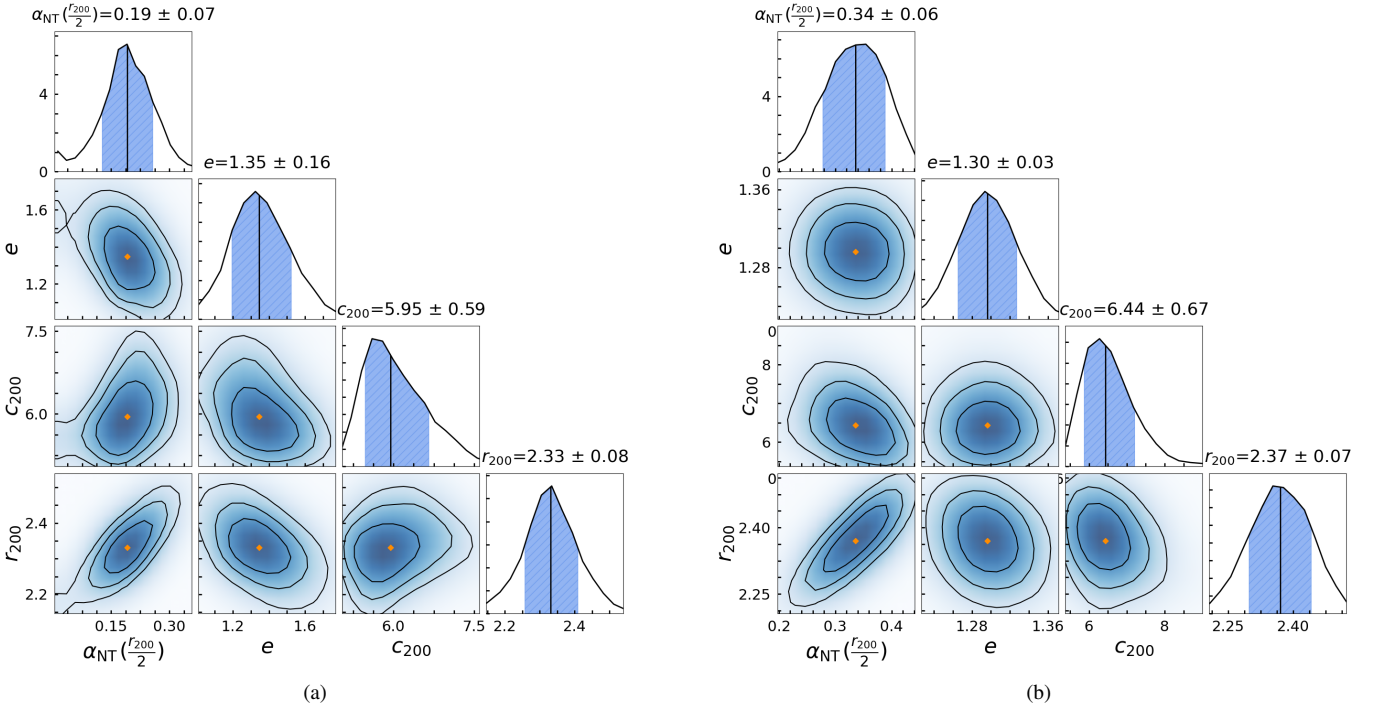 α_NT(r_200/2)=0.19 ± 0.07
4
0
e=1.35 ± 0.16
e
1.6
1.2
c_200=5.95 ± 0.59
c_200
7.5
6.0
r_200=2.33 ± 0.08
r_200
2.4
2.2
0.15 0.30 1.2 1.6 6.0 7.5 2.2 2.4
α_NT(r_200/2) e c_200
(a)
α_NT(r_200/2)=0.34 ± 0.06
4
0
e=1.30 ± 0.03
e
1.36
1.28
c_200=6.44 ± 0.67
c_200
0
8
6
r_200=2.37 ± 0.07
r_200
0
2.40
2.25
0.2 0.3 0.4 1.28 1.36 6 8 2.25 2.40
α_NT(r_200/2) e c_200
(b)